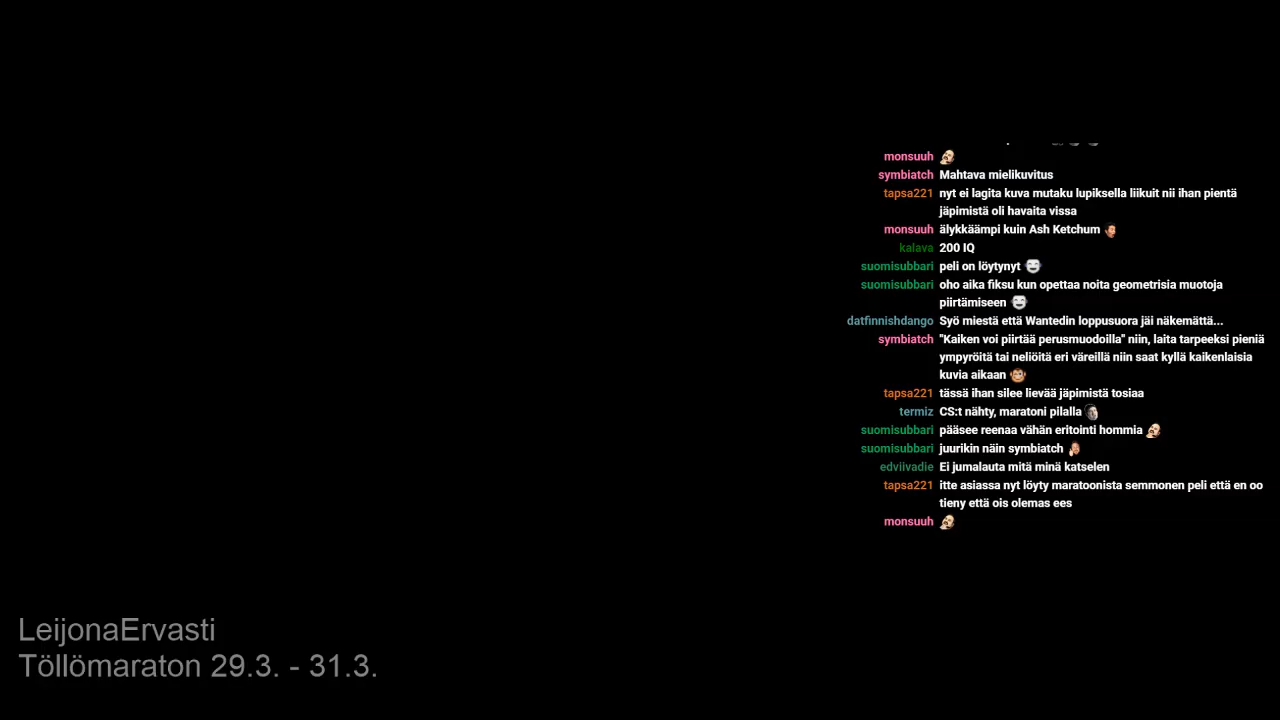 monsuuh
symbiatch Mahtava mielikuvitus
tapsa221 nyt ei lagita kuva mutaku lupiksella liikuit nii ihan pientä
jäpimistä oli havaita vissa
monsuuh älykkäämpi kuin Ash Ketchum
kalava 200 IQ
suomisubbari peli on löytynyt
suomisubbari oho aika fiksu kun opettaa noita geometrisia muotoja
piirtämiseen
datfinnishdango Syö miestä että Wantedin loppusuora jäi näkemättä...
symbiatch "Kaiken voi piirtää perusmuodoilla" niin, laita tarpeeksi pieniä
ympyröitä tai neliöitä eri väreillä niin saat kyllä kaikenlaisia
kuvia aikaan
tapsa221 tässä ihan silee lievää jäpimistä tosiaa
termiz CS:t nähty, maratoni pilalla
suomisubbari pääsee reenaa vähän eritointi hommia
suomisubbari juurikin näin symbiatch
edviivadie Ei jumalauta mitä minä katselen
tapsa221 itte asiassa nyt löyty maratoonista semmonen peli että en oo
tieny että ois olemas ees
monsuuh
LeijonaErvasti
Töllömaraton 29.3. - 31.3.